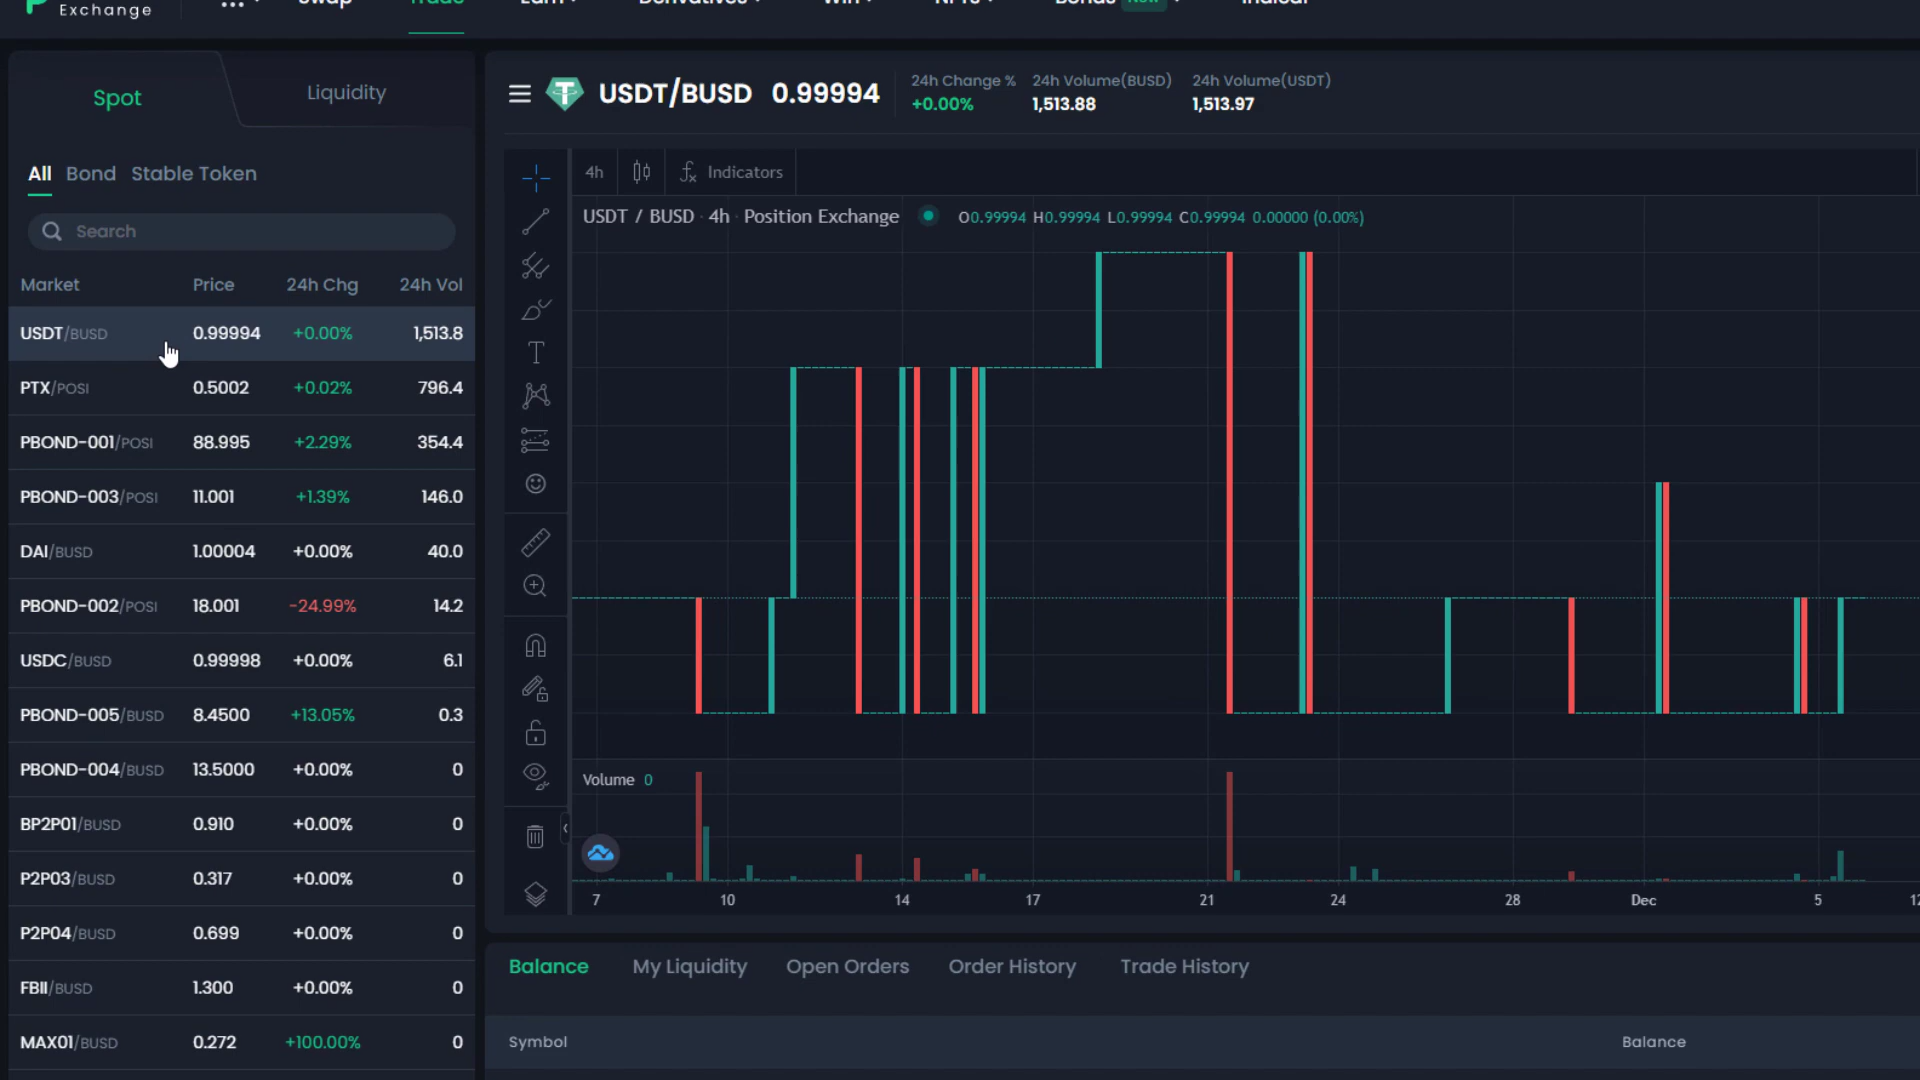 Exchange
Swap
Trade
Earn
Derivatives
Win
NFTs
Bonds New
Spot
Liquidity
USDT/BUSD 0.99994
24h Change % 24h Volume(BUSD) 24h Volume(USDT)
+0.00% 1,513.88 1,513.97
All Bond Stable Token
Search
Market Price 24h Chg 24h Vol
USDT/BUSD 0.99994 +0.00% 1,513.8
PTX/POSI 0.5002 +0.02% 796.4
PBOND-001/POSI 88.995 +2.29% 354.4
PBOND-003/POSI 11.001 +1.39% 146.0
DAI/BUSD 1.00004 +0.00% 40.0
PBOND-002/POSI 18.001 -24.99% 14.2
USDC/BUSD 0.99998 +0.00% 6.1
PBOND-005/BUSD 8.4500 +13.05% 0.3
PBOND-004/BUSD 13.5000 +0.00% 0
BP2P01/BUSD 0.910 +0.00% 0
P2P03/BUSD 0.317 +0.00% 0
P2P04/BUSD 0.699 +0.00% 0
FBII/BUSD 1.300 +0.00% 0
MAX01/BUSD 0.272 +100.00% 0
4h Indicators
USDT / BUSD · 4h · Position Exchange O0.99994 H0.99994 L0.99994 C0.99994 0.00000 (0.00%)
Volume 0
7 10 14 17 21 24 28 Dec 5 12
Balance My Liquidity Open Orders Order History Trade History
Symbol Balance